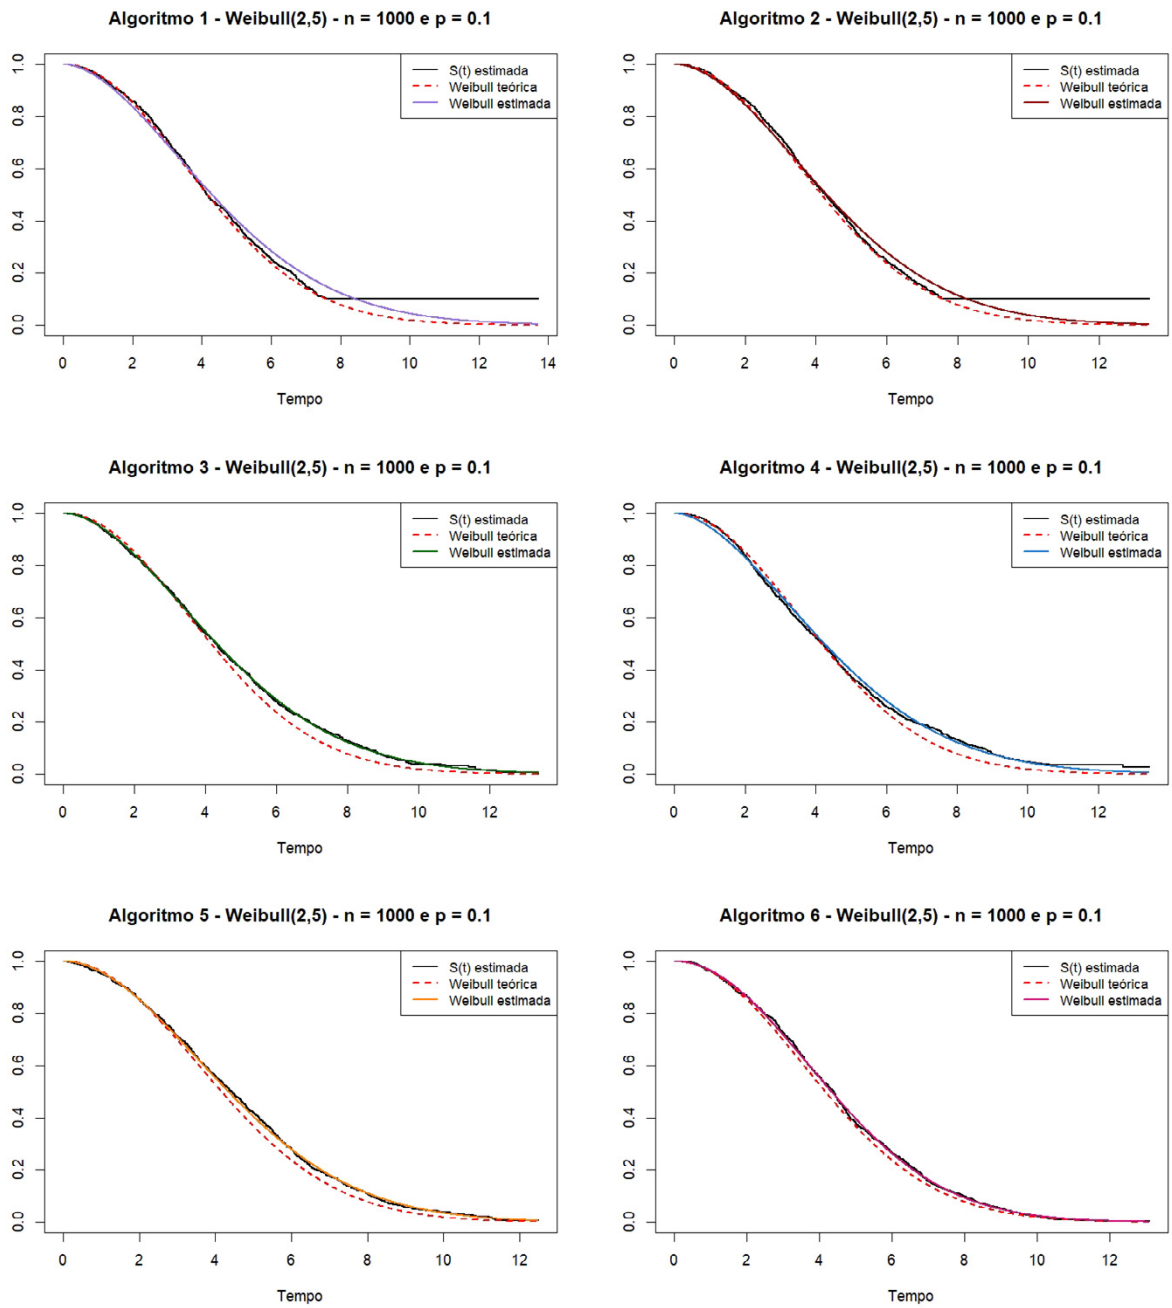 Algoritmo 1 - Weibull(2,5) - n = 1000 e p = 0.1
S(t) estimada
Weibull teórica
Weibull estimada
1.0
0.8
0.6
0.4
0.2
0.0
0 2 4 6 8 10 12 14
Tempo
Algoritmo 2 - Weibull(2,5) - n = 1000 e p = 0.1
S(t) estimada
Weibull teórica
Weibull estimada
1.0
0.8
0.6
0.4
0.2
0.0
0 2 4 6 8 10 12
Tempo
Algoritmo 3 - Weibull(2,5) - n = 1000 e p = 0.1
S(t) estimada
Weibull teórica
Weibull estimada
1.0
0.8
0.6
0.4
0.2
0.0
0 2 4 6 8 10 12
Tempo
Algoritmo 4 - Weibull(2,5) - n = 1000 e p = 0.1
S(t) estimada
Weibull teórica
Weibull estimada
1.0
0.8
0.6
0.4
0.2
0.0
0 2 4 6 8 10 12
Tempo
Algoritmo 5 - Weibull(2,5) - n = 1000 e p = 0.1
S(t) estimada
Weibull teórica
Weibull estimada
1.0
0.8
0.6
0.4
0.2
0.0
0 2 4 6 8 10 12
Tempo
Algoritmo 6 - Weibull(2,5) - n = 1000 e p = 0.1
S(t) estimada
Weibull teórica
Weibull estimada
1.0
0.8
0.6
0.4
0.2
0.0
0 2 4 6 8 10 12
Tempo